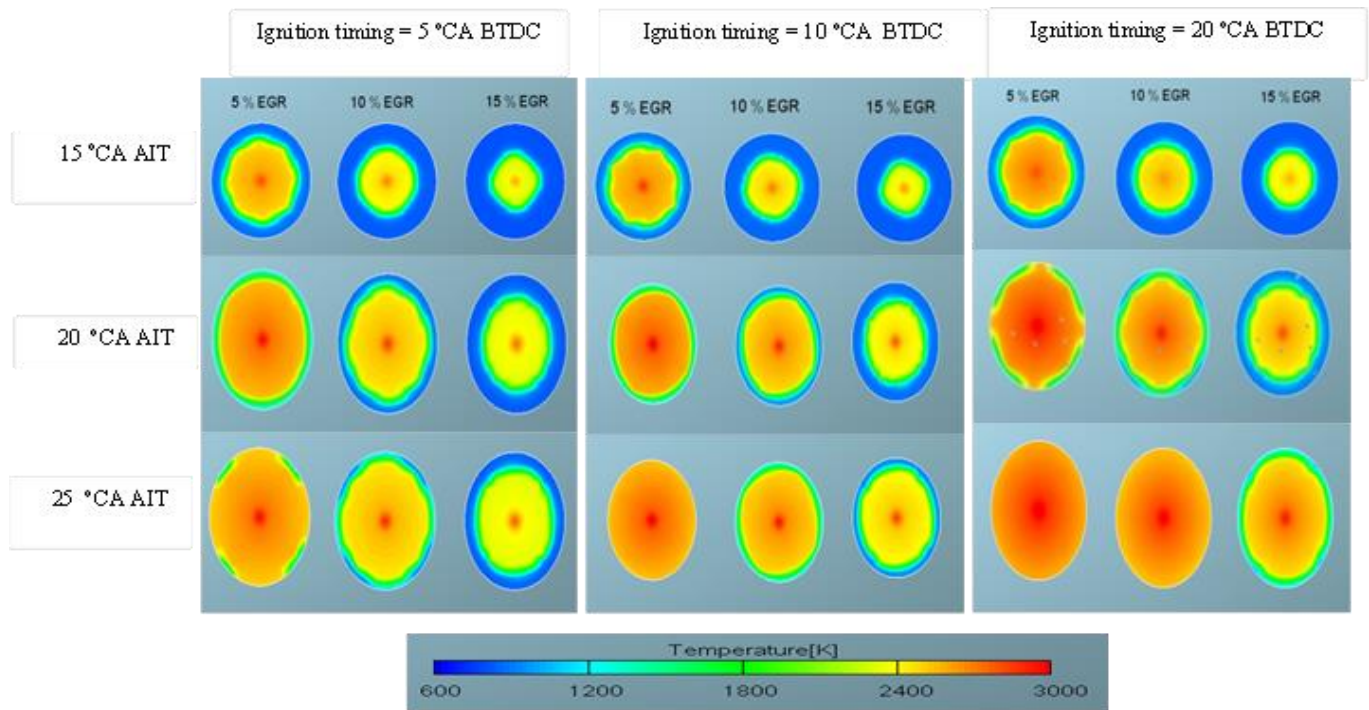 Ignition timing = 5 °CA BTDC
Ignition timing = 10 °CA BTDC
Ignition timing = 20 °CA BTDC
5 % EGR 10 % EGR 15 % EGR
5 % EGR 10 % EGR 15 % EGR
5 % EGR 10 % EGR 15 % EGR
15 °CA AIT
20 °CA AIT
25 °CA AIT
Temperature[K]
600 1200 1800 2400 3000